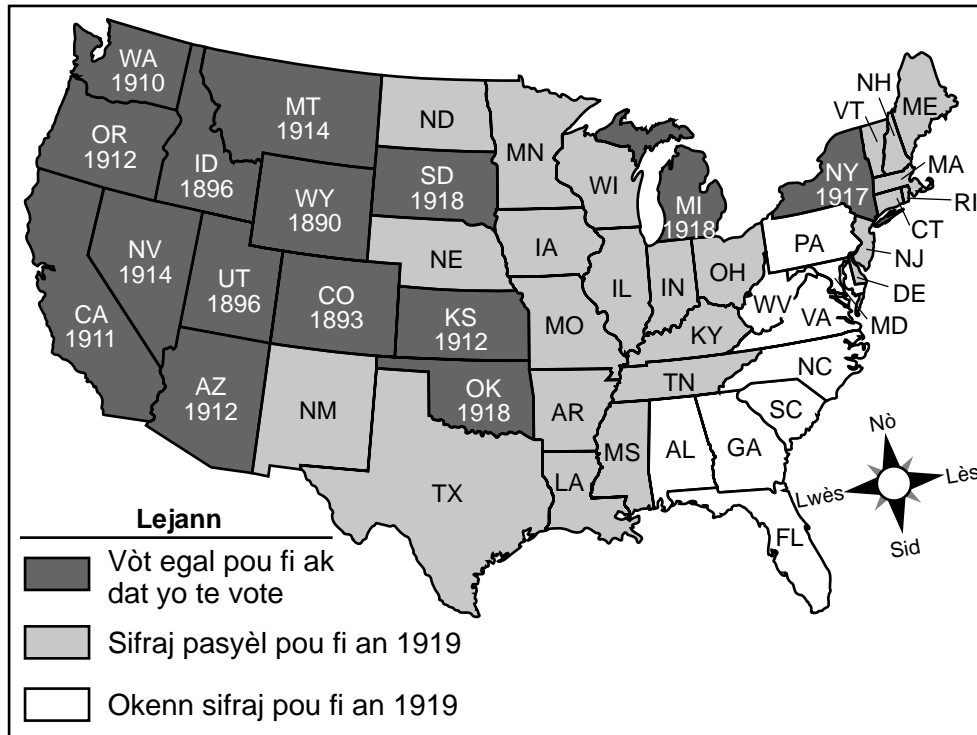 WA
1910
MT
1914
ND
OR
1912
ID
1896
WY
1890
SD
1918
MN
WI
MI
1918
NY
1917
VT
NH
ME
MA
RI
CT
NJ
PA
DE
MD
NV
1914
UT
1896
CO
1893
NE
IA
IL
IN
OH
WV
VA
CA
1911
KS
1912
MO
KY
NC
AZ
1912
NM
OK
1918
AR
TN
SC
MS
AL
GA
TX
LA
FL
Nò
Lès
Lwès
Sid
Lejann
Vòt egal pou fi ak
dat yo te vote
Sifraj pasyèl pou fi an 1919
Okenn sifraj pou fi an 1919